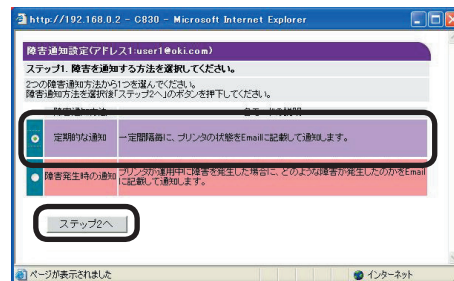 http://192.168.0.2 - C830 - Microsoft Internet Explorer
障害通知設定(アドレス1:user1@oki.com)
ステップ1. 障害を通知する方法を選択してください。
2つの障害通知方法から1つを選んでください。
障害通知方法を選択後「ステップ2へ」のボタンを押下してください。
定期的な通知
一定間隔毎に、プリンタの状態をEmailに記載して通知します。
障害発生時の通知
プリンタが運用中に障害を発生した場合に、どのような障害が発生したのかをEmail
に記載して通知します。
ステップ2へ
ページが表示されました
インターネット